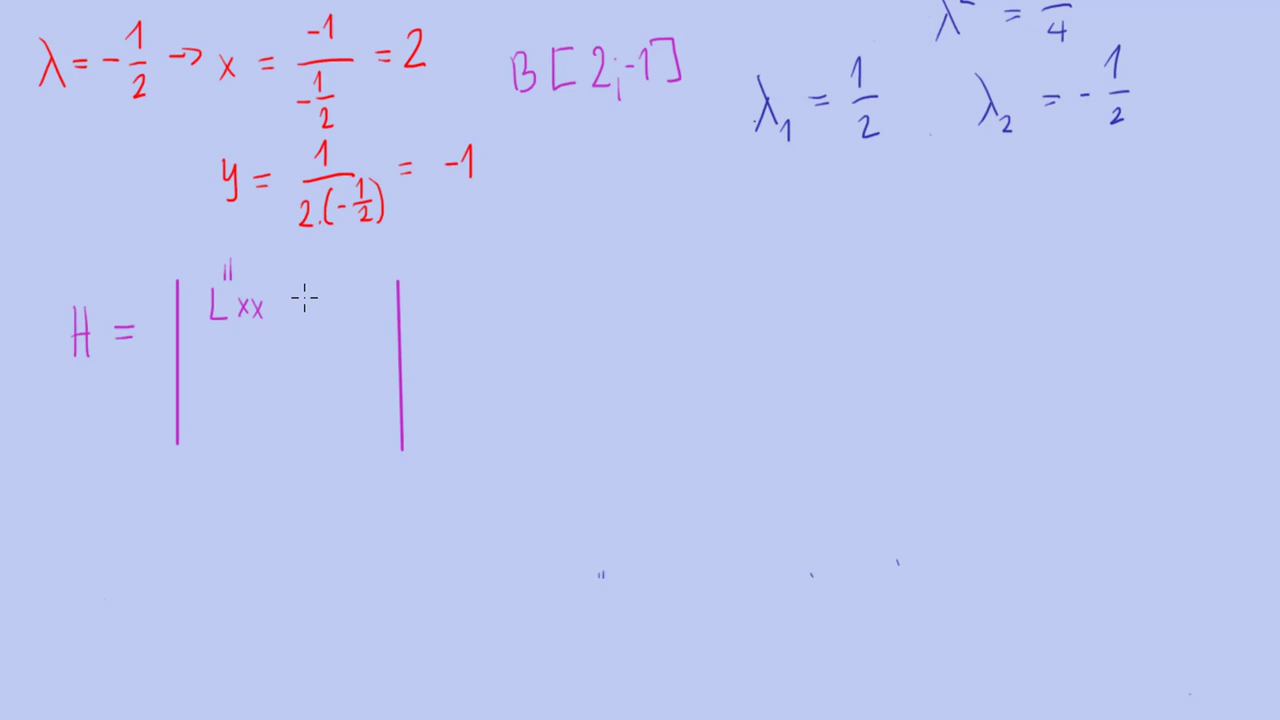 λ = -1/2 → x = -1/(-1/2) = 2
B [2;-1]
y = 1/(2.(-1/2)) = -1
λ² = /4
λ₁ = 1/2 λ₂ = -1/2
H = | L''xx |